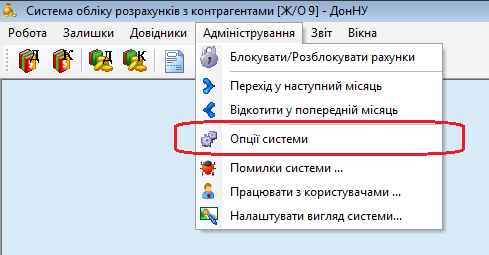 Система обліку розрахунків з контрагентами [Ж/О 9] - ДонНУ
Робота Залишки Довідники Адміністрування Звіт Вікна
Д К Д К
Блокувати/Розблокувати рахунки
Перехід у наступний місяць
Відкотити у попередній місяць
Опції системи
Помилки системи ...
Працювати з користувачами ...
Налаштувати вигляд системи...